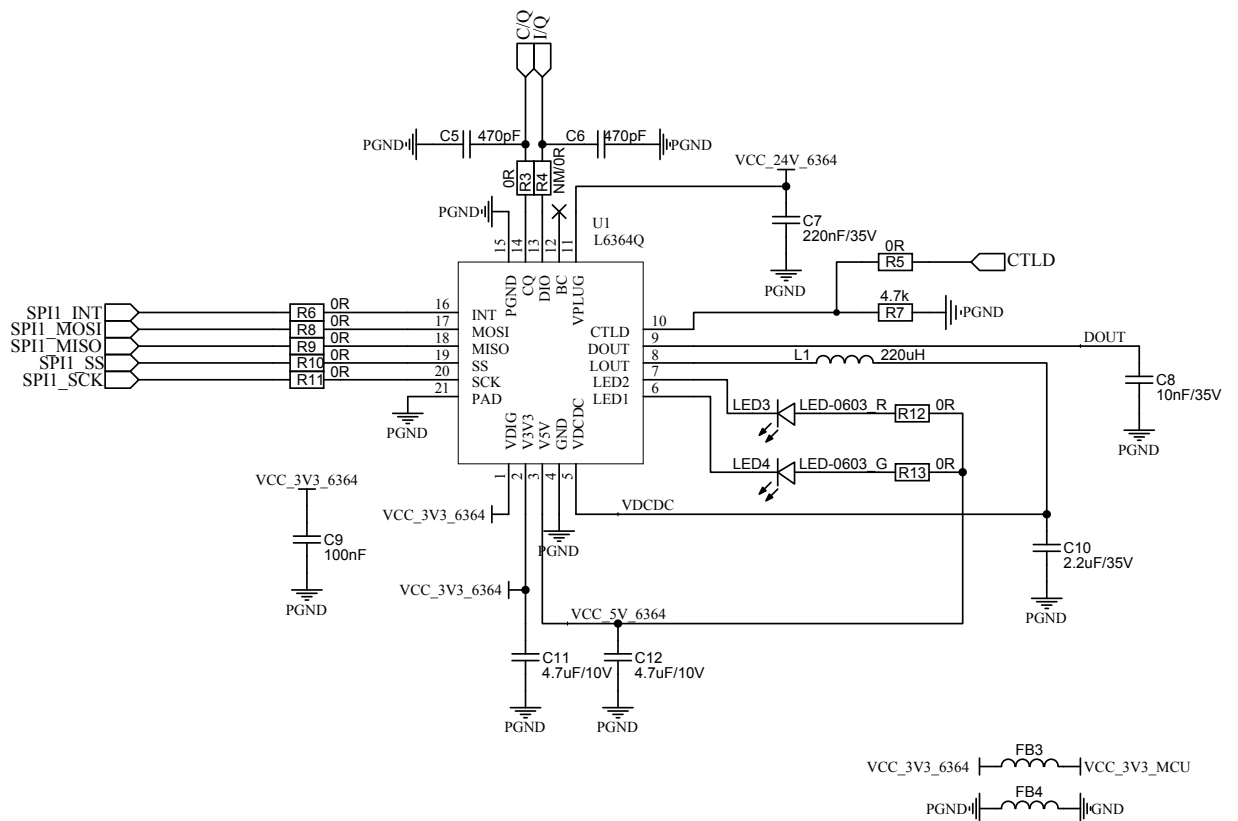 C/Q
I/Q
PGND C5 470pF C6 470pF PGND
0R R3 R4 NM/0R
VCC_24V_6364
C7
220nF/35V
PGND
PGND
U1
L6364Q
15 14 13 12 11
PGND CQ DIO BC VPLUG
0R
R5 CTLD
4.7k
R7 PGND
SPI1_INT R6 0R 16 INT
SPI1_MOSI R8 0R 17 MOSI
SPI1_MISO R9 0R 18 MISO
SPI1_SS R10 0R 19 SS
SPI1_SCK R11 0R 20 SCK
21 PAD
PGND
CTLD 10
DOUT 9 DOUT
LOUT 8 L1 220uH
LED2 7
LED1 6
C8
10nF/35V
PGND
LED3 LED-0603_R R12 0R
LED4 LED-0603_G R13 0R
VDIG V3V3 V5V GND VDCDC
1 2 3 4 5
VCC_3V3_6364
C9
100nF
PGND
VCC_3V3_6364
PGND
VDCDC
C10
2.2uF/35V
PGND
VCC_3V3_6364
VCC_5V_6364
C11
4.7uF/10V
PGND
C12
4.7uF/10V
PGND
FB3
VCC_3V3_6364 VCC_3V3_MCU
FB4
PGND GND